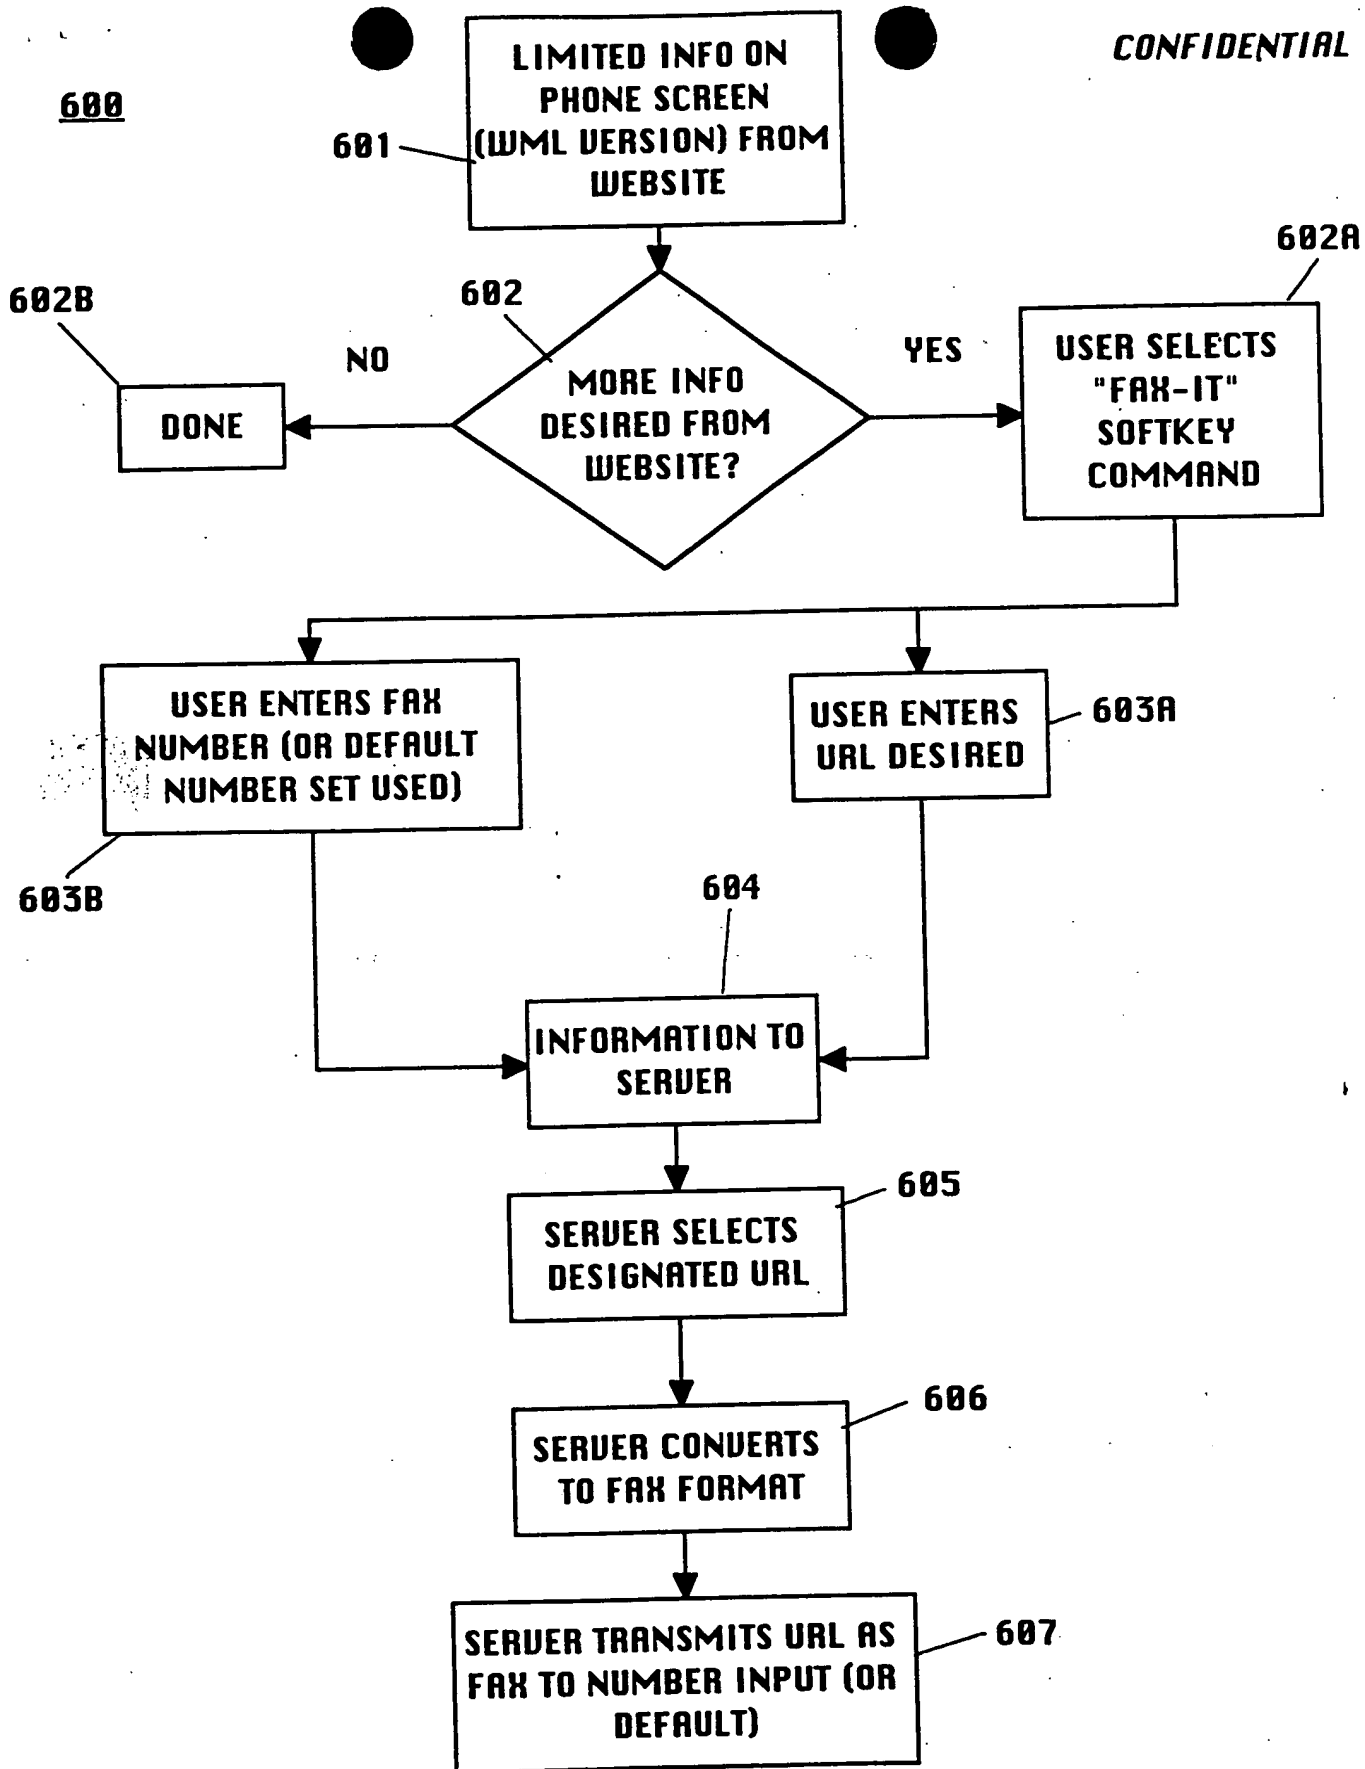 CONFIDENTIAL
600
LIMITED INFO ON
PHONE SCREEN
(WML VERSION) FROM
WEBSITE
601
602A
602B
602
NO
YES
MORE INFO
DESIRED FROM
WEBSITE?
DONE
USER SELECTS
"FAX-IT"
SOFTKEY
COMMAND
USER ENTERS FAX
NUMBER (OR DEFAULT
NUMBER SET USED)
603B
USER ENTERS
URL DESIRED
603A
604
INFORMATION TO
SERVER
605
SERVER SELECTS
DESIGNATED URL
606
SERVER CONVERTS
TO FAX FORMAT
607
SERVER TRANSMITS URL AS
FAX TO NUMBER INPUT (OR
DEFAULT)